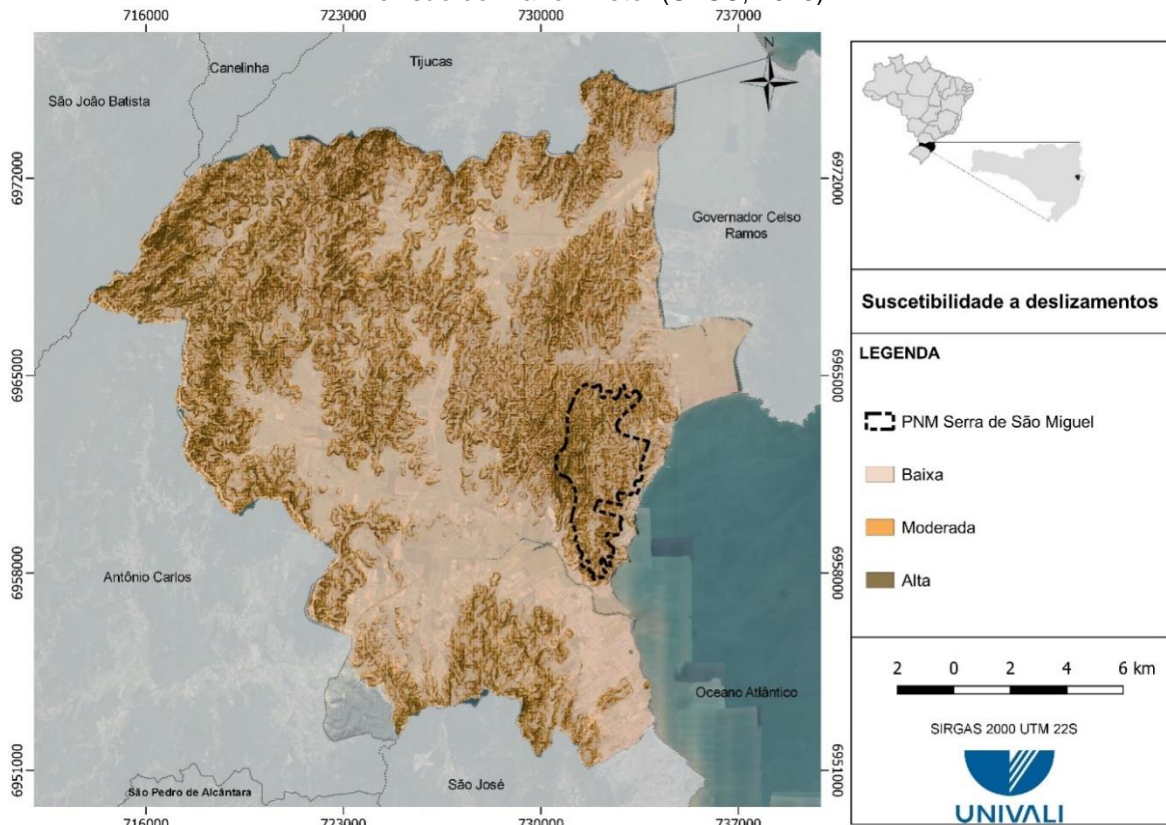 716000
723000
730000
737000
N
Canelinha
Tijucas
São João Batista
6972000
6972000
Governador Celso
Ramos
6965000
6965000
Antônio Carlos
6958000
6958000
Oceano Atlântico
6951000
6951000
São José
São Pedro de Alcântara
716000
723000
730000
737000
Suscetibilidade a deslizamentos
LEGENDA
PNM Serra de São Miguel
Baixa
Moderada
Alta
2 0 2 4 6 km
SIRGAS 2000 UTM 22S
UNIVALI